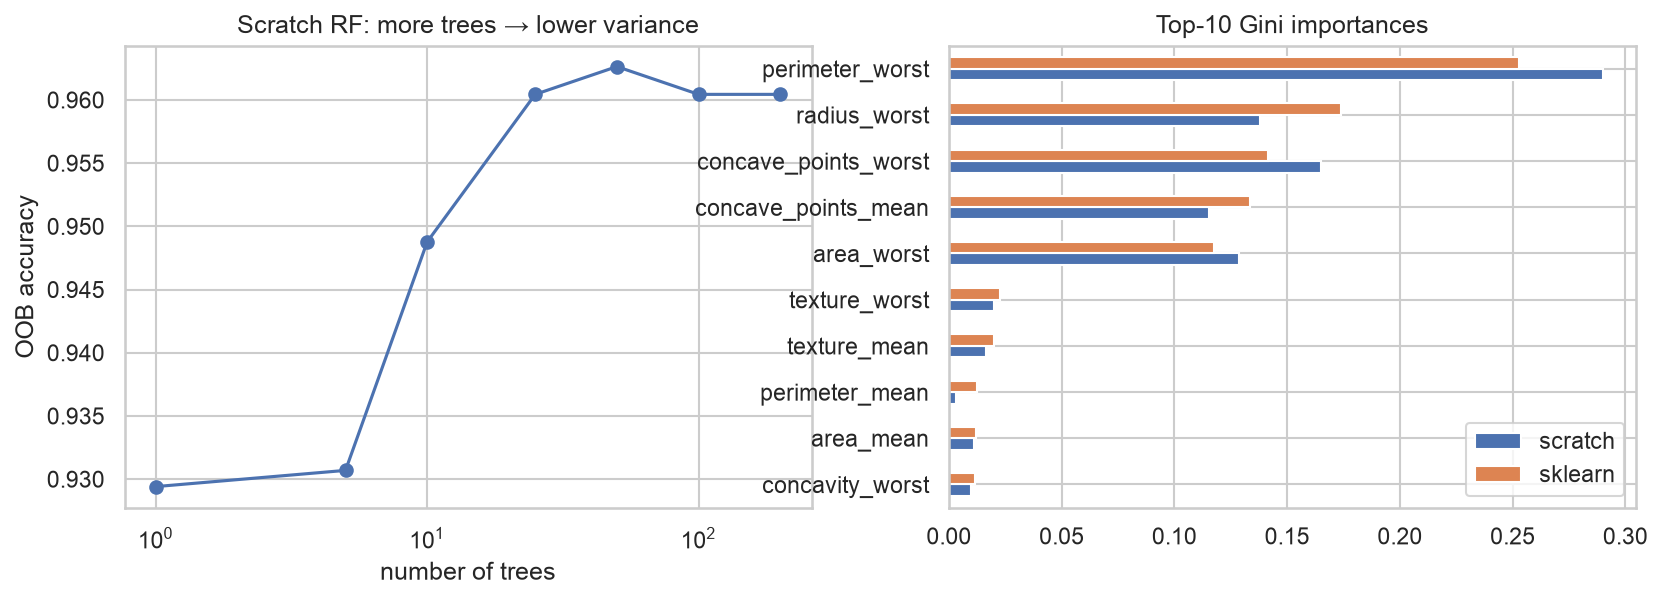 Scratch RF: more trees → lower variance
0.960
0.955
0.950
0.945
0.940
0.935
0.930
OOB accuracy
10⁰
10¹
10²
number of trees
Top-10 Gini importances
perimeter_worst
radius_worst
concave_points_worst
concave_points_mean
area_worst
texture_worst
texture_mean
perimeter_mean
area_mean
concavity_worst
scratch
sklearn
0.00
0.05
0.10
0.15
0.20
0.25
0.30